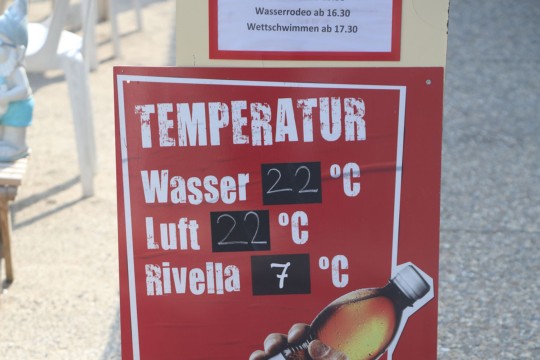 Wasserrodeo ab 16.30
Wettschwimmen ab 17.30
TEMPERATUR
Wasser 22 °C
Luft 22 °C
Rivella 7 °C